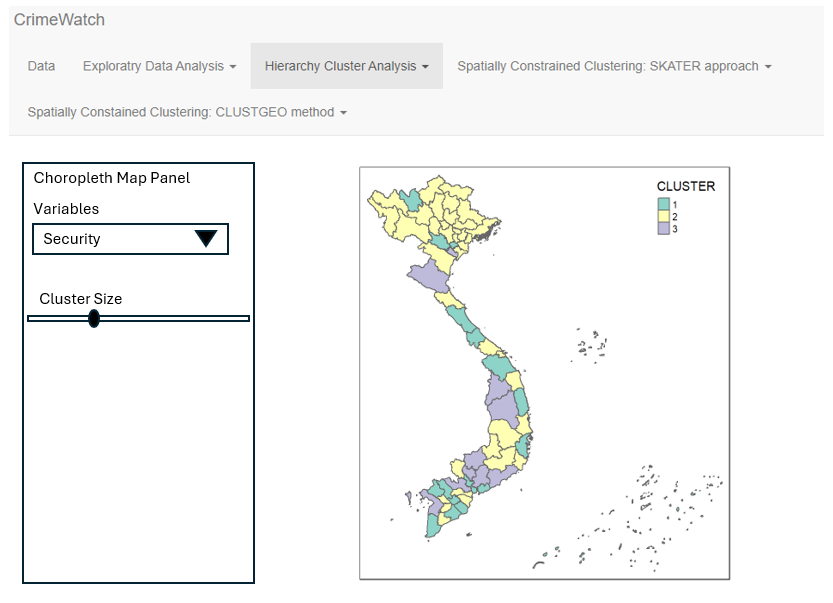 CrimeWatch
Data Exploratry Data Analysis Hierarchy Cluster Analysis Spatially Constrained Clustering: SKATER approach
Spatially Constained Clustering: CLUSTGEO method
Choropleth Map Panel
Variables
Security
Cluster Size
CLUSTER
1
2
3